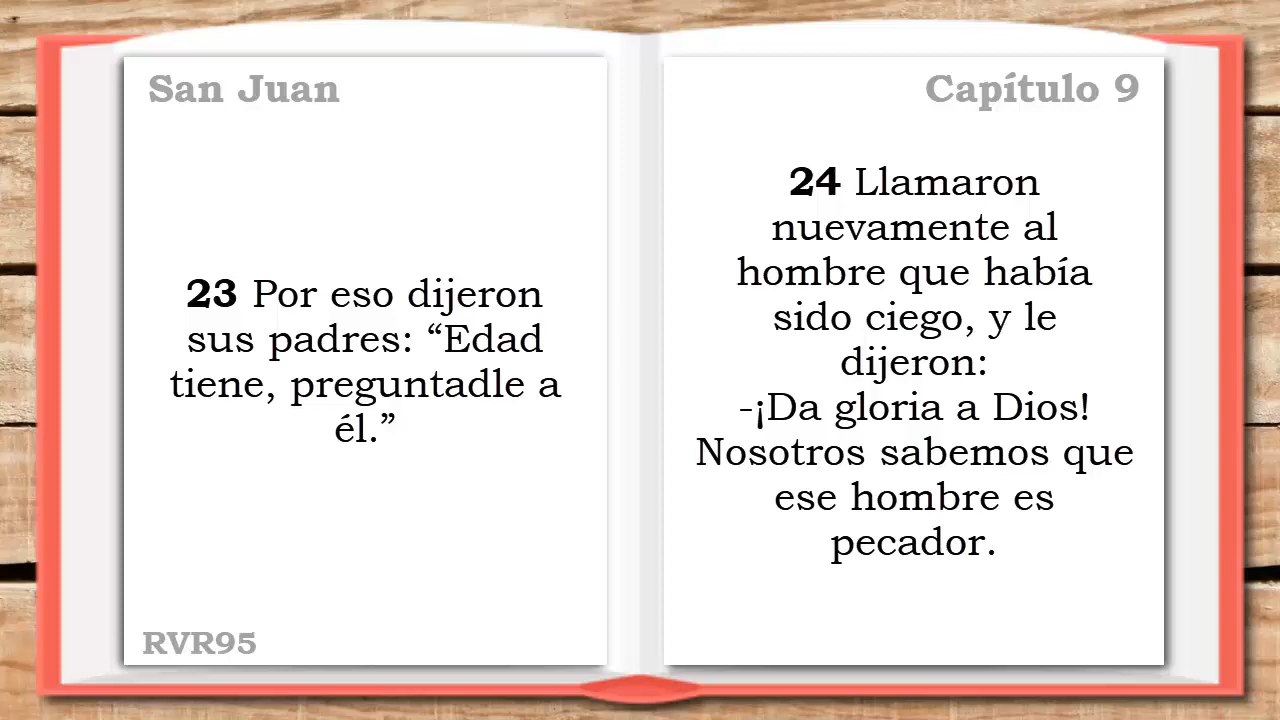 San Juan
23 Por eso dijeron
sus padres: “Edad
tiene, preguntadle a
él.”
RVR95
Capítulo 9
24 Llamaron
nuevamente al
hombre que había
sido ciego, y le
dijeron:
-¡Da gloria a Dios!
Nosotros sabemos que
ese hombre es
pecador.